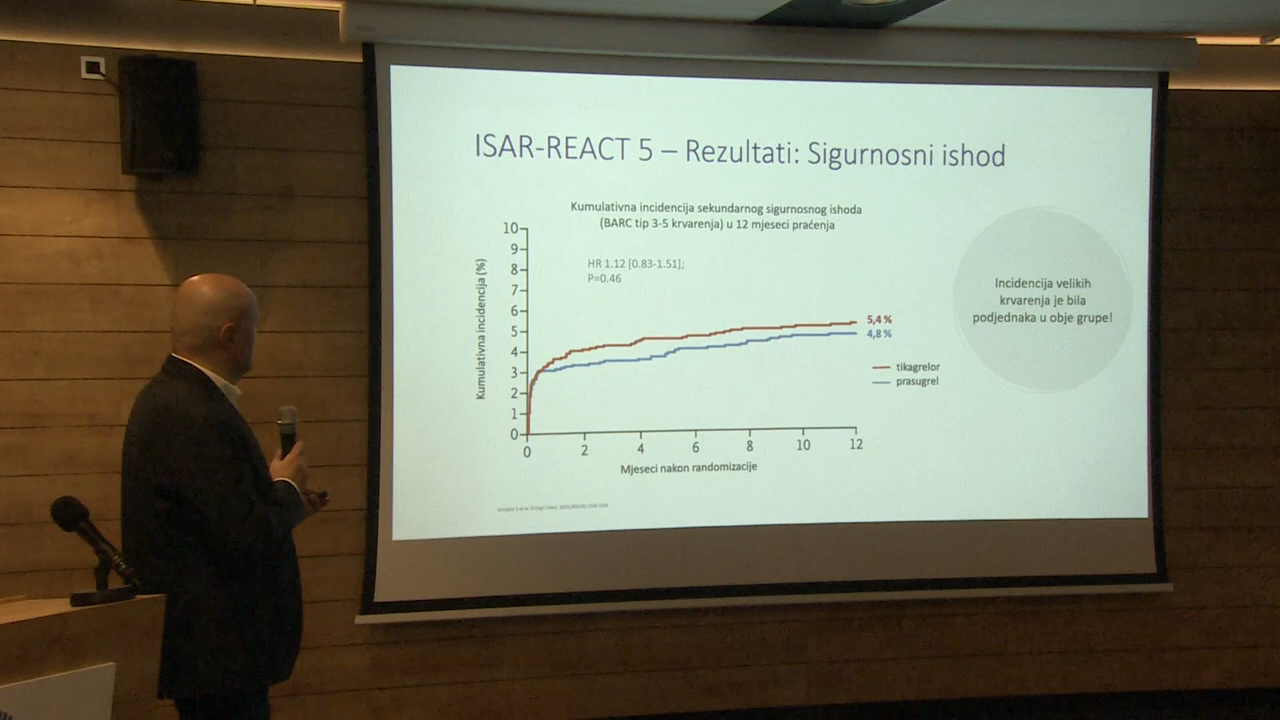 ISAR-REACT 5 – Rezultati: Sigurnosni ishod
Kumulativna incidencija sekundarnog sigurnosnog ishoda
(BARC tip 3-5 krvarenja) u 12 mjeseci praćenja
Kumulativna incidencija (%)
10
9
8
7
6
5
4
3
2
1
0
HR 1.12 [0.83-1.51];
P=0.46
5,4 %
4,8 %
tikagrelor
prasugrel
0 2 4 6 8 10 12
Mjeseci nakon randomizacije
Incidencija velikih
krvarenja je bila
podjednaka u obje grupe!